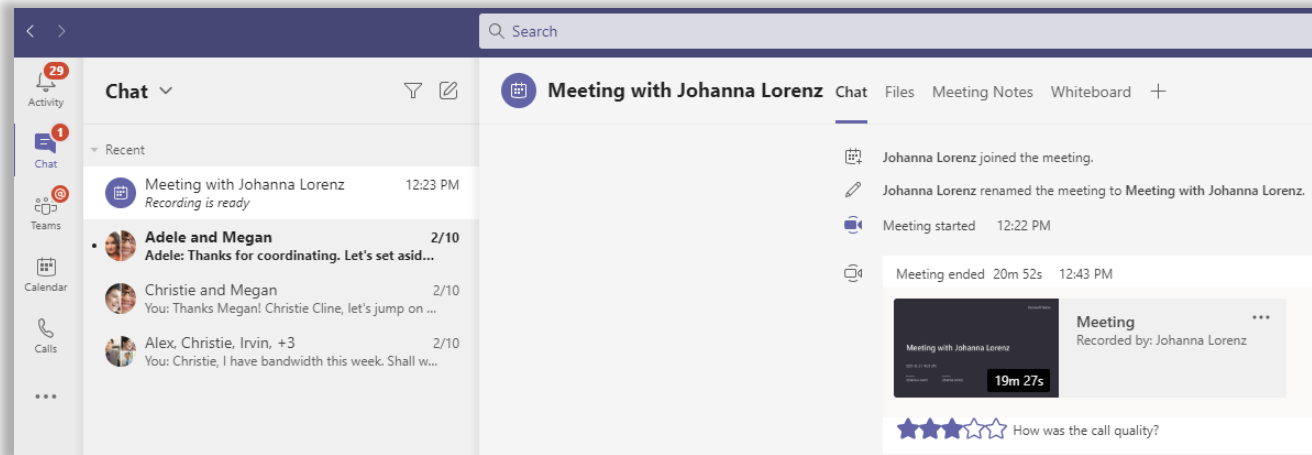 Search
29
Activity
1
Chat
@
Teams
Calendar
Calls
Chat
Recent
Meeting with Johanna Lorenz 12:23 PM
Recording is ready
Adele and Megan 2/10
Adele: Thanks for coordinating. Let's set asid...
Christie and Megan 2/10
You: Thanks Megan! Christie Cline, let's jump on ...
Alex, Christie, Irvin, +3 2/10
You: Christie, I have bandwidth this week. Shall w...
Meeting with Johanna Lorenz Chat Files Meeting Notes Whiteboard
Johanna Lorenz joined the meeting.
Johanna Lorenz renamed the meeting to Meeting with Johanna Lorenz.
Meeting started 12:22 PM
Meeting ended 20m 52s 12:43 PM
Meeting with Johanna Lorenz
19m 27s
Meeting
Recorded by: Johanna Lorenz
How was the call quality?